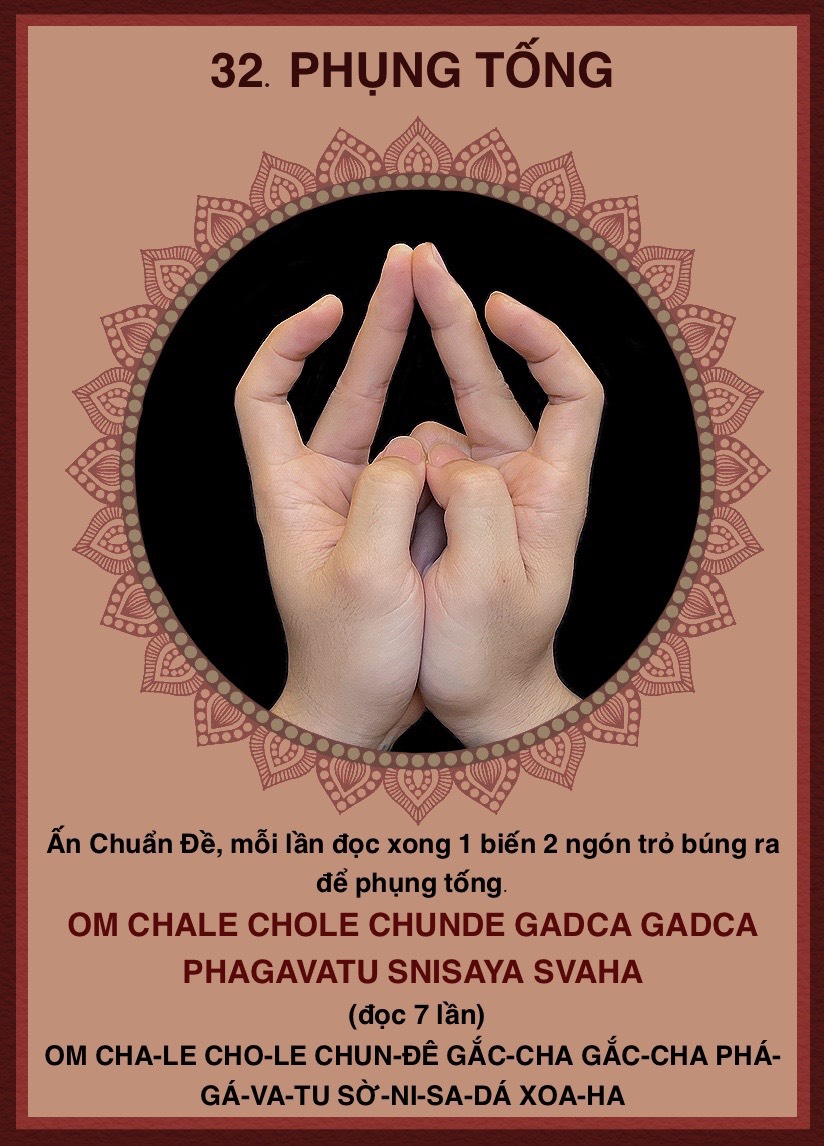 32. PHỤNG TỐNG
Ấn Chuẩn Đề, mỗi lần đọc xong 1 biến 2 ngón trỏ búng ra
để phụng tống.
OM CHALE CHOLE CHUNDE GADCA GADCA
PHAGAVATU SNISAYA SVAHA
(đọc 7 lần)
OM CHA-LE CHO-LE CHUN-ĐÊ GẮC-CHA GẮC-CHA PHÁ-
GÁ-VA-TU SỜ-NI-SA-DÁ XOA-HA